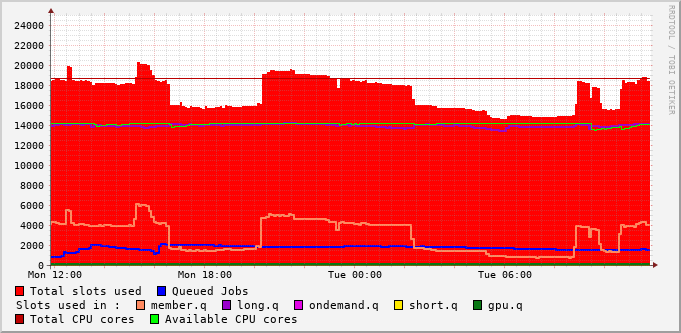 24000
22000
20000
18000
16000
14000
12000
10000
8000
6000
4000
2000
0
Mon 12:00 Mon 18:00 Tue 00:00 Tue 06:00
RRDTOOL / TOBI OETIKER
Total slots used Queued Jobs
Slots used in : member.q long.q ondemand.q short.q gpu.q
Total CPU cores Available CPU cores